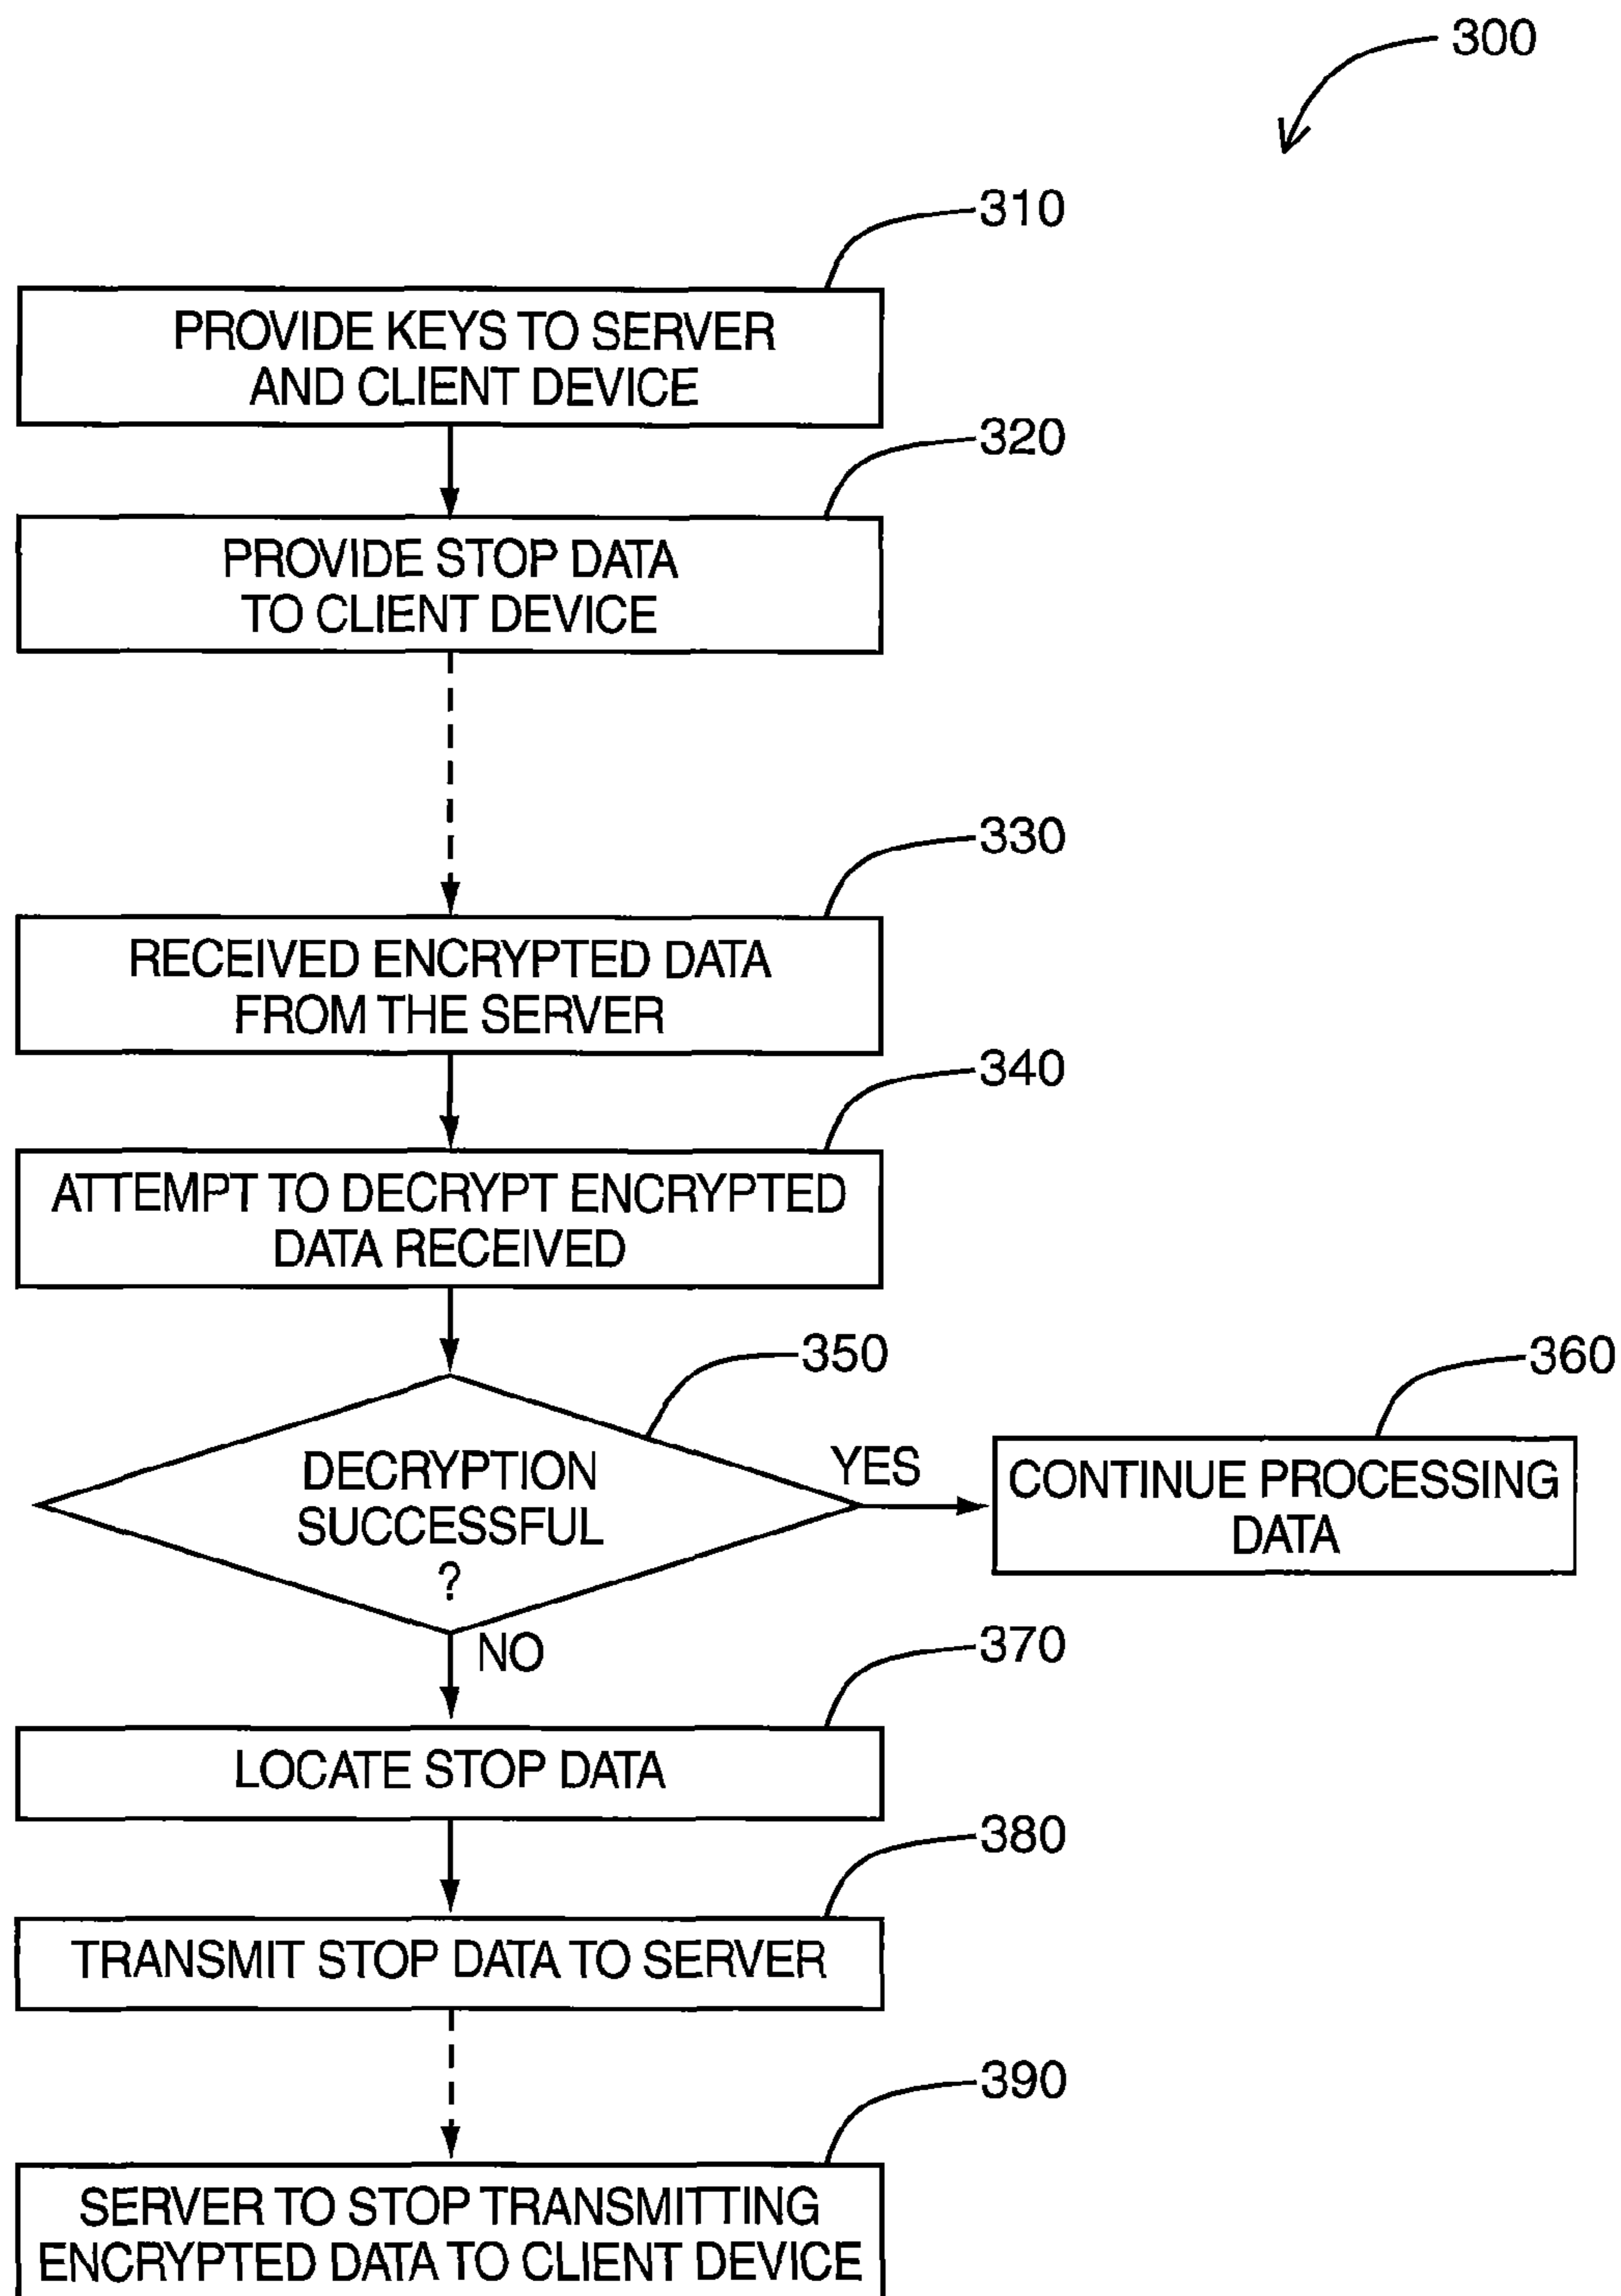 300
310
PROVIDE KEYS TO SERVER
AND CLIENT DEVICE
320
PROVIDE STOP DATA
TO CLIENT DEVICE
330
RECEIVED ENCRYPTED DATA
FROM THE SERVER
340
ATTEMPT TO DECRYPT ENCRYPTED
DATA RECEIVED
350
DECRYPTION
SUCCESSFUL
?
YES
360
CONTINUE PROCESSING
DATA
NO
370
LOCATE STOP DATA
380
TRANSMIT STOP DATA TO SERVER
390
SERVER TO STOP TRANSMITTING
ENCRYPTED DATA TO CLIENT DEVICE